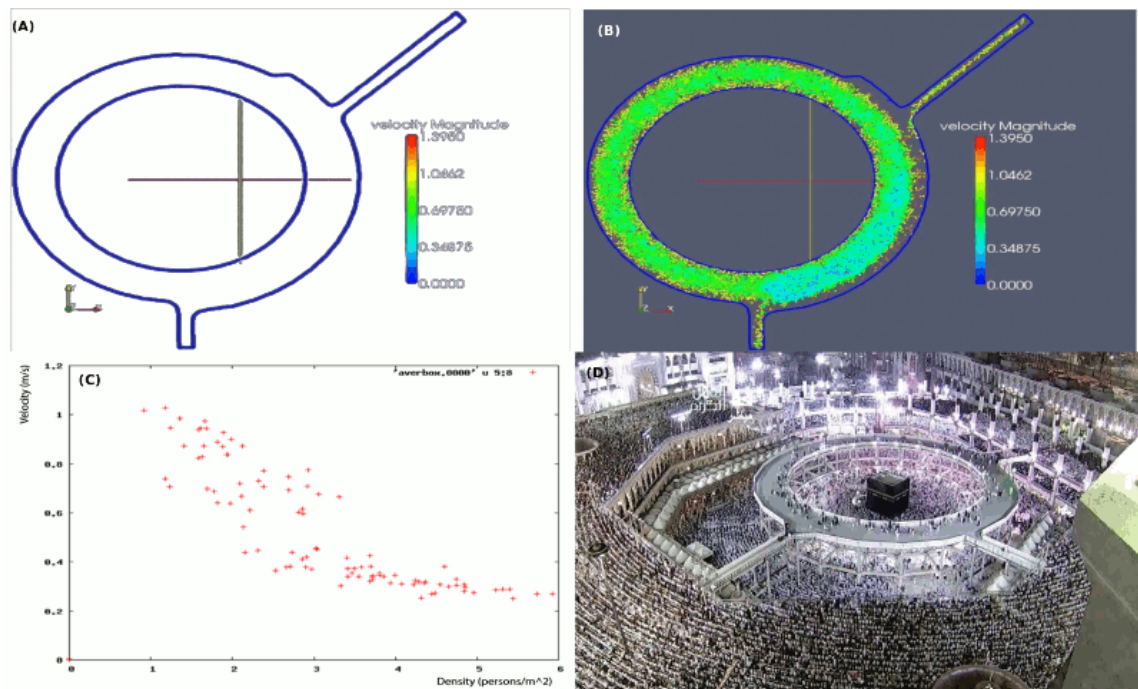 (A)
velocity Magnitude
1.3950
1.0462
0.69750
0.34875
0.0000
(B)
velocity Magnitude
1.3950
1.0462
0.69750
0.34875
0.0000
Y
Z X
(C)
'averbox.0000' u 5:8
Velocity (m/s)
1.2
1
0.8
0.6
0.4
0.2
0
0 1 2 3 4 5 6
Density (persons/m^2)
(D)